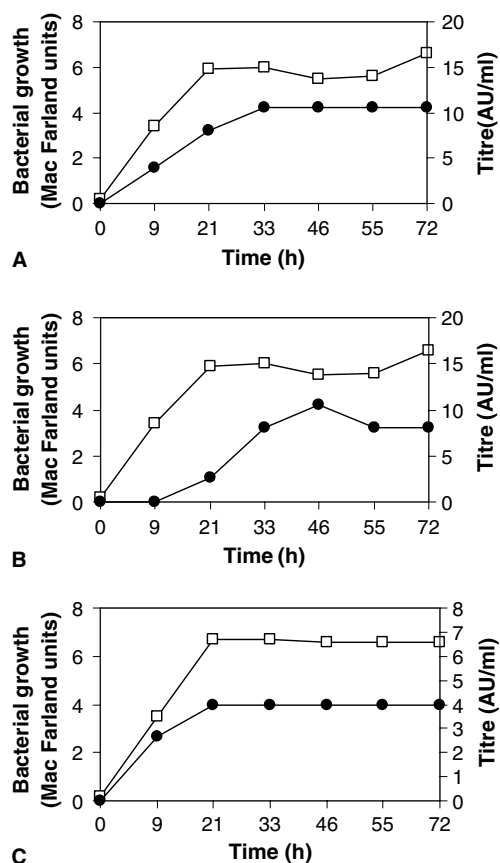 8
6
4
2
0
Bacterial growth
(Mac Farland units)
20
15
10
5
0
Titre(AU/ml)
0 9 21 33 46 55 72
Time (h)
A
8
6
4
2
0
Bacterial growth
(Mac Farland units)
20
15
10
5
0
Titre (AU/ml)
0 9 21 33 46 55 72
Time (h)
B
8
6
4
2
0
Bacterial growth
(Mac Farland units)
8
7
6
5
4
3
2
1
0
Titre (AU/ml)
0 9 21 33 46 55 72
Time (h)
C